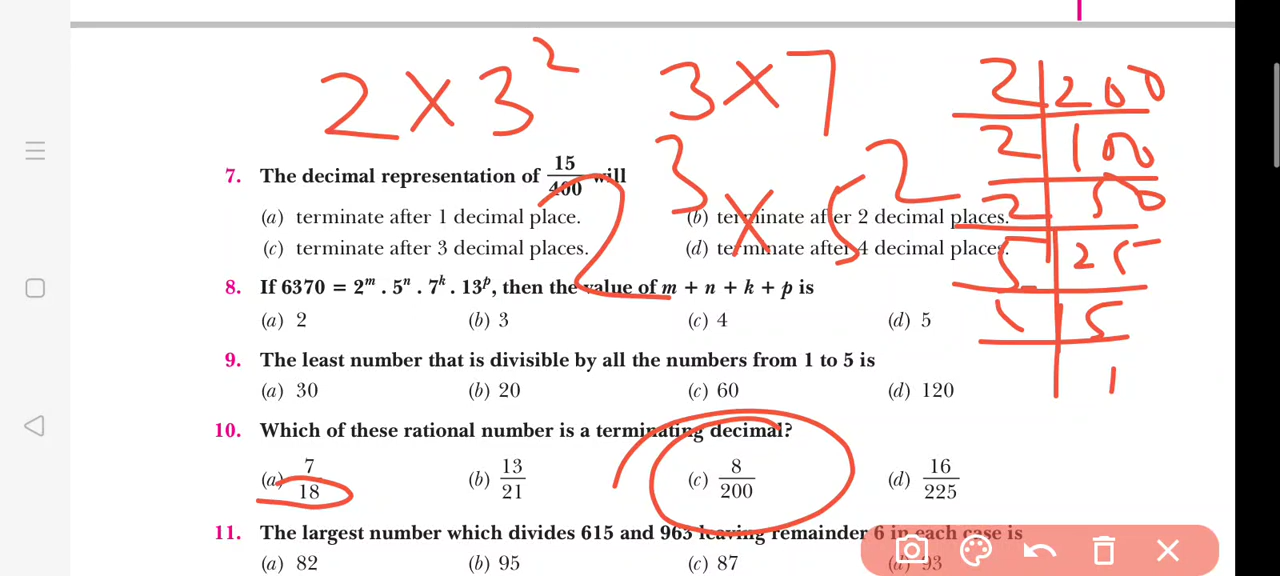 2 × 3² 3 × 7 2 | 200
2 | 100
2 | 50
5 | 25
5
1
2³ × 5²
7. The decimal representation of 15/400 will
(a) terminate after 1 decimal place. (b) terminate after 2 decimal places.
(c) terminate after 3 decimal places. (d) terminate after 4 decimal places.
8. If 6370 = 2ᵐ . 5ⁿ . 7ᵏ . 13ᵖ, then the value of m + n + k + p is
(a) 2 (b) 3 (c) 4 (d) 5
9. The least number that is divisible by all the numbers from 1 to 5 is
(a) 30 (b) 20 (c) 60 (d) 120
10. Which of these rational number is a terminating decimal?
(a) 7/18 (b) 13/21 (c) 8/200 (d) 16/225
11. The largest number which divides 615 and 963 leaving remainder 6 in each case is
(a) 82 (b) 95 (c) 87 (d) 93